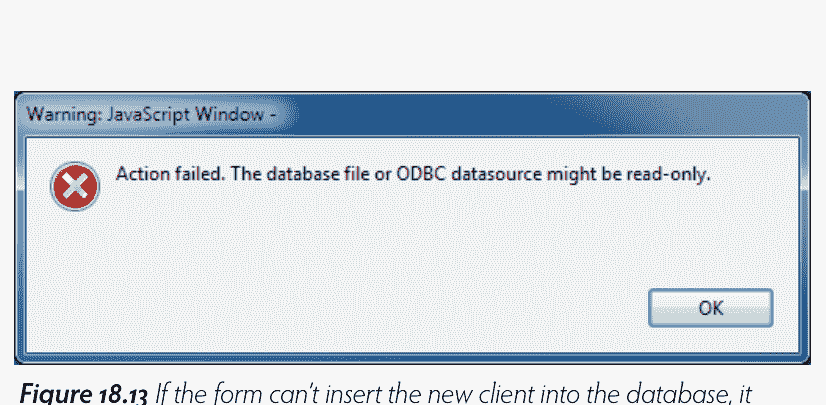 Warning: JavaScript Window -
Action failed. The database file or ODBC datasource might be read-only.
OK
Figure 18.13 If the form can't insert the new client into the database, it